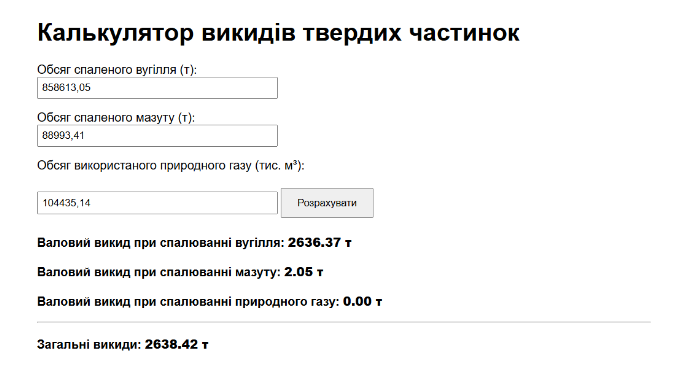 Калькулятор викидів твердих частинок
Обсяг спаленого вугілля (т):
858613,05
Обсяг спаленого мазуту (т):
88993,41
Обсяг використаного природного газу (тис. м³):
104435,14 Розрахувати
Валовий викид при спалюванні вугілля: 2636.37 т
Валовий викид при спалюванні мазуту: 2.05 т
Валовий викид при спалюванні природного газу: 0.00 т
Загальні викиди: 2638.42 т